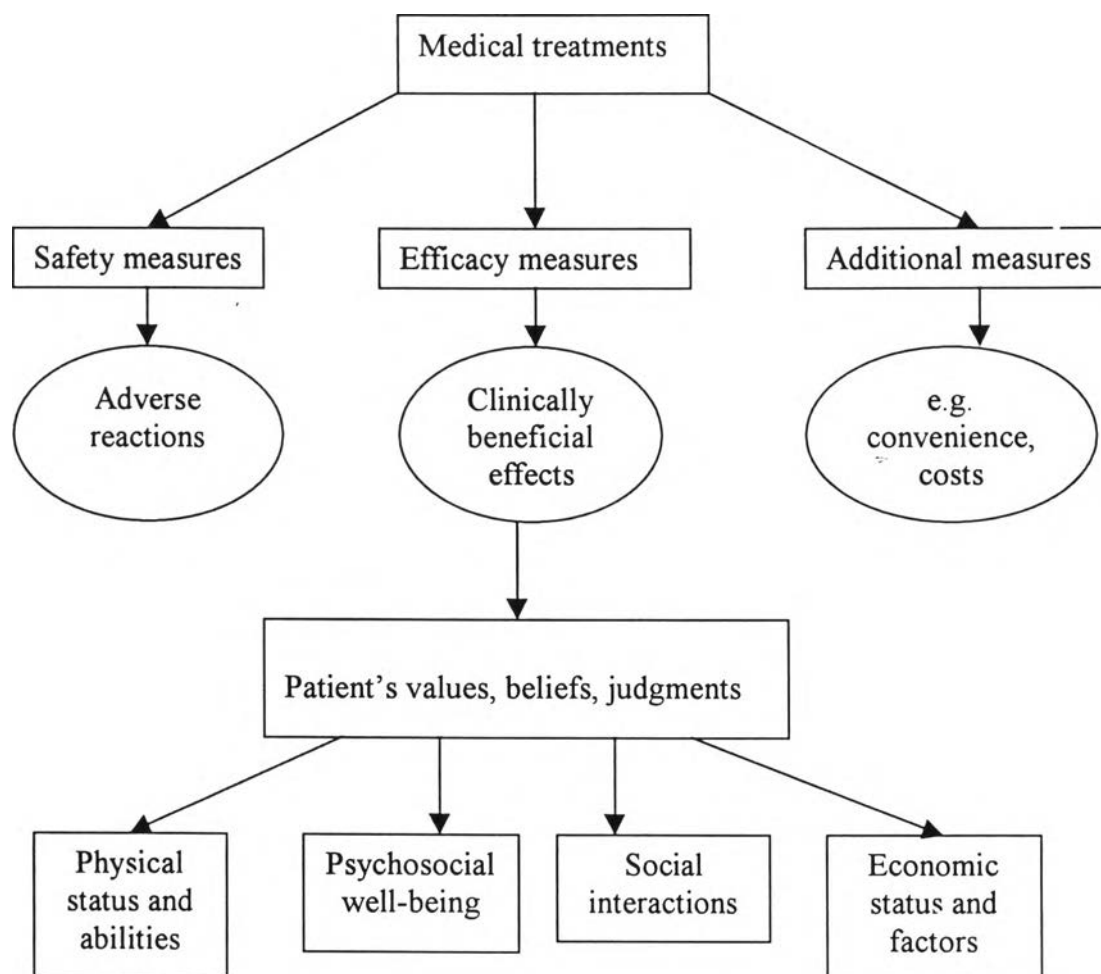 Medical treatments
Safety measures
Efficacy measures
Additional measures
Adverse
reactions
Clinically
beneficial
effects
e.g.
convenience,
costs
Patient's values, beliefs, judgments
Physical
status and
abilities
Psychosocial
well-being
Social
interactions
Economic
status and
factors